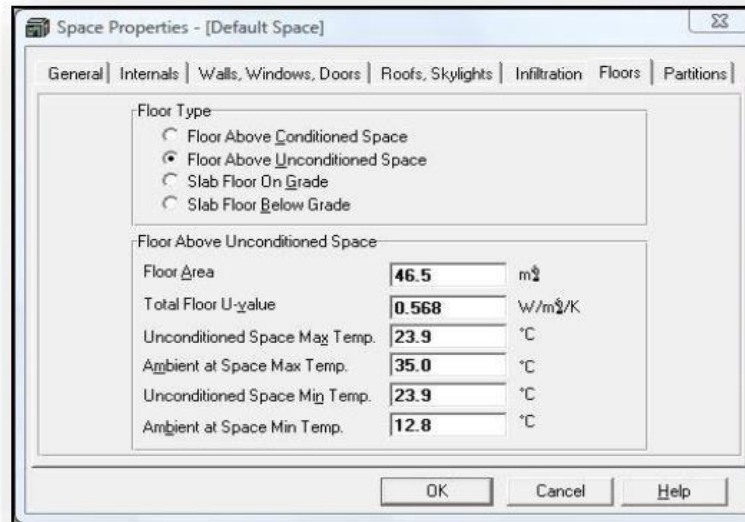 Space Properties - [Default Space]
General Internals Walls, Windows, Doors Roofs, Skylights Infiltration Floors Partitions
Floor Type
Floor Above Conditioned Space
Floor Above Unconditioned Space
Slab Floor On Grade
Slab Floor Below Grade
Floor Above Unconditioned Space
Floor Area 46.5 m²
Total Floor U-value 0.568 W/m²/K
Unconditioned Space Max Temp. 23.9 °C
Ambient at Space Max Temp. 35.0 °C
Unconditioned Space Min Temp. 23.9 °C
Ambient at Space Min Temp. 12.8 °C
OK Cancel Help